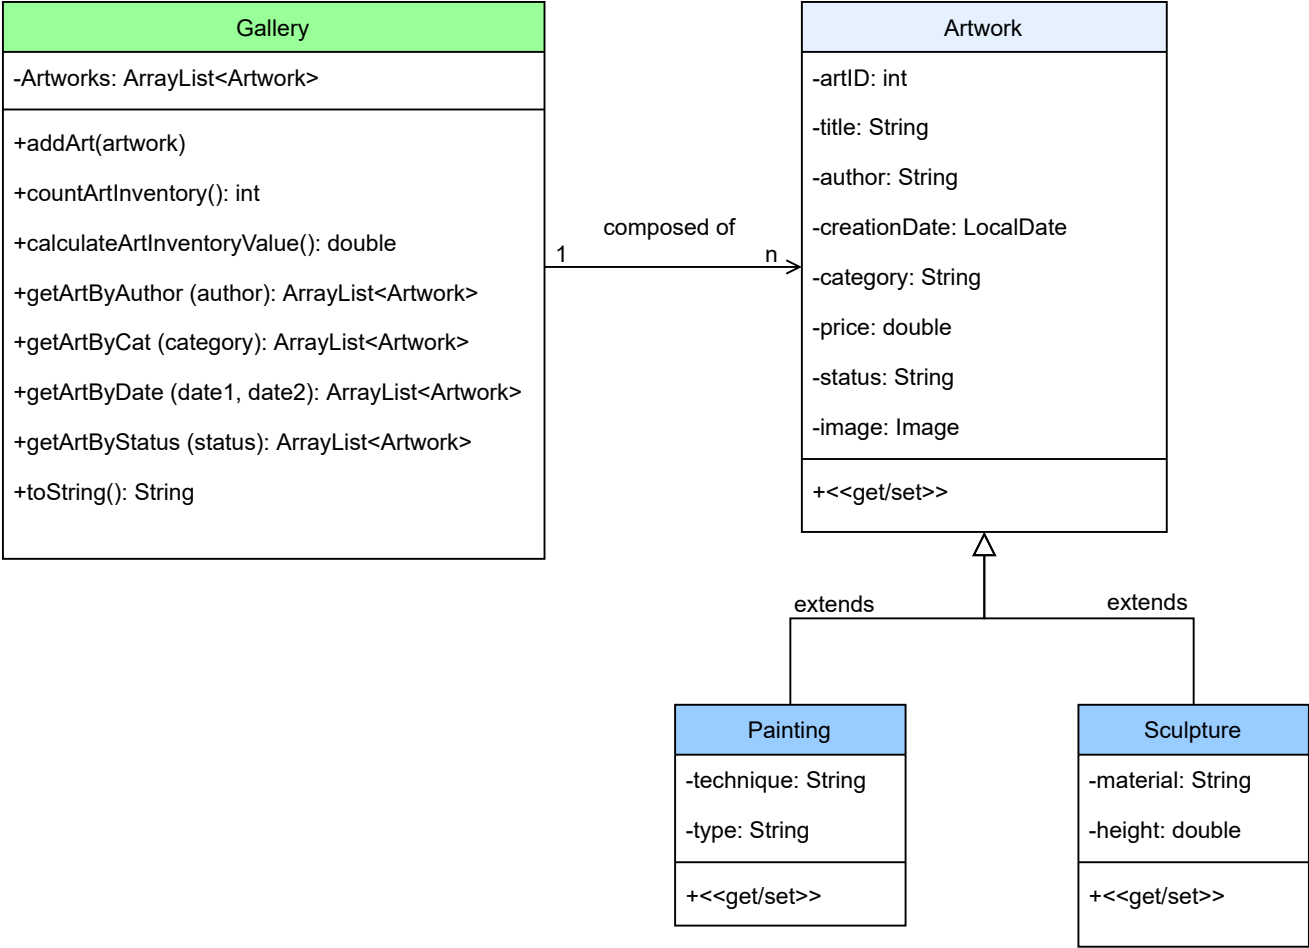 Gallery
-Artworks: ArrayList<Artwork>
+addArt(artwork)
+countArtInventory(): int
+calculateArtInventoryValue(): double
+getArtByAuthor (author): ArrayList<Artwork>
+getArtByCat (category): ArrayList<Artwork>
+getArtByDate (date1, date2): ArrayList<Artwork>
+getArtByStatus (status): ArrayList<Artwork>
+toString(): String
composed of
1
n
Artwork
-artID: int
-title: String
-author: String
-creationDate: LocalDate
-category: String
-price: double
-status: String
-image: Image
+<<get/set>>
extends
extends
Painting
-technique: String
-type: String
+<<get/set>>
Sculpture
-material: String
-height: double
+<<get/set>>